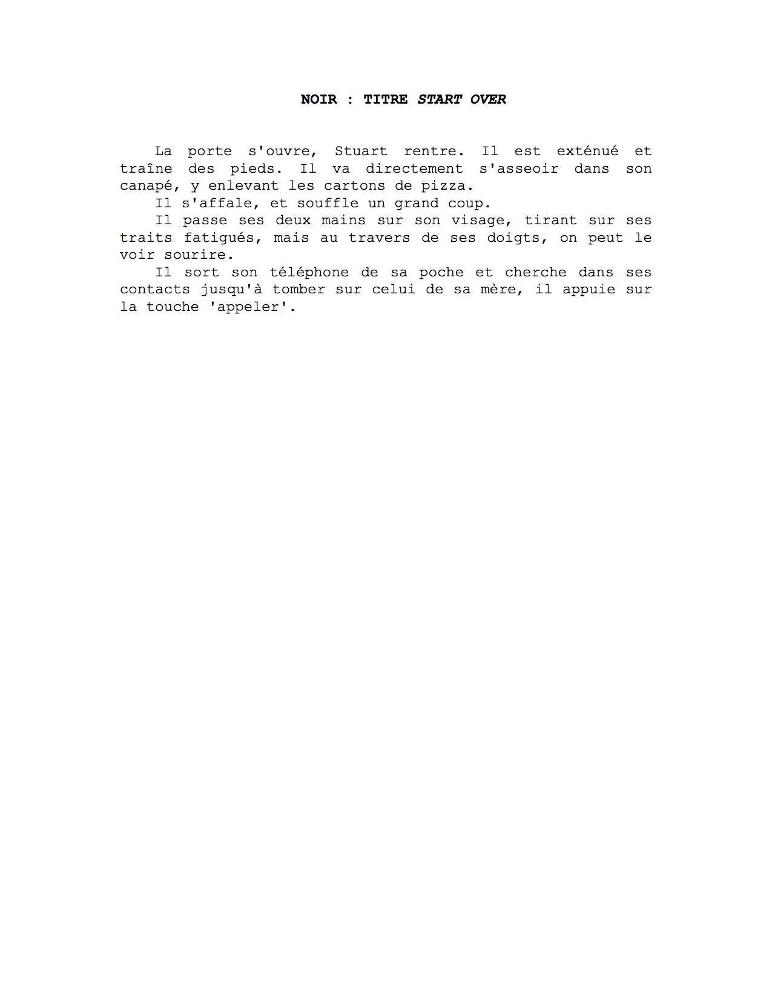 NOIR : TITRE START OVER
La porte s'ouvre, Stuart rentre. Il est exténué et
traîne des pieds. Il va directement s'asseoir dans son
canapé, y enlevant les cartons de pizza.
Il s'affale, et souffle un grand coup.
Il passe ses deux mains sur son visage, tirant sur ses
traits fatigués, mais au travers de ses doigts, on peut le
voir sourire.
Il sort son téléphone de sa poche et cherche dans ses
contacts jusqu'à tomber sur celui de sa mère, il appuie sur
la touche 'appeler'.